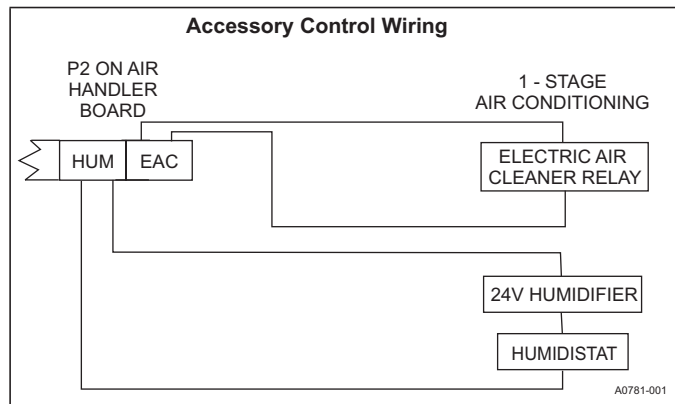 Accessory Control Wiring
P2 ON AIR
HANDLER
BOARD
1 - STAGE
AIR CONDITIONING
HUM
EAC
ELECTRIC AIR
CLEANER RELAY
24V HUMIDIFIER
HUMIDISTAT
A0781-001